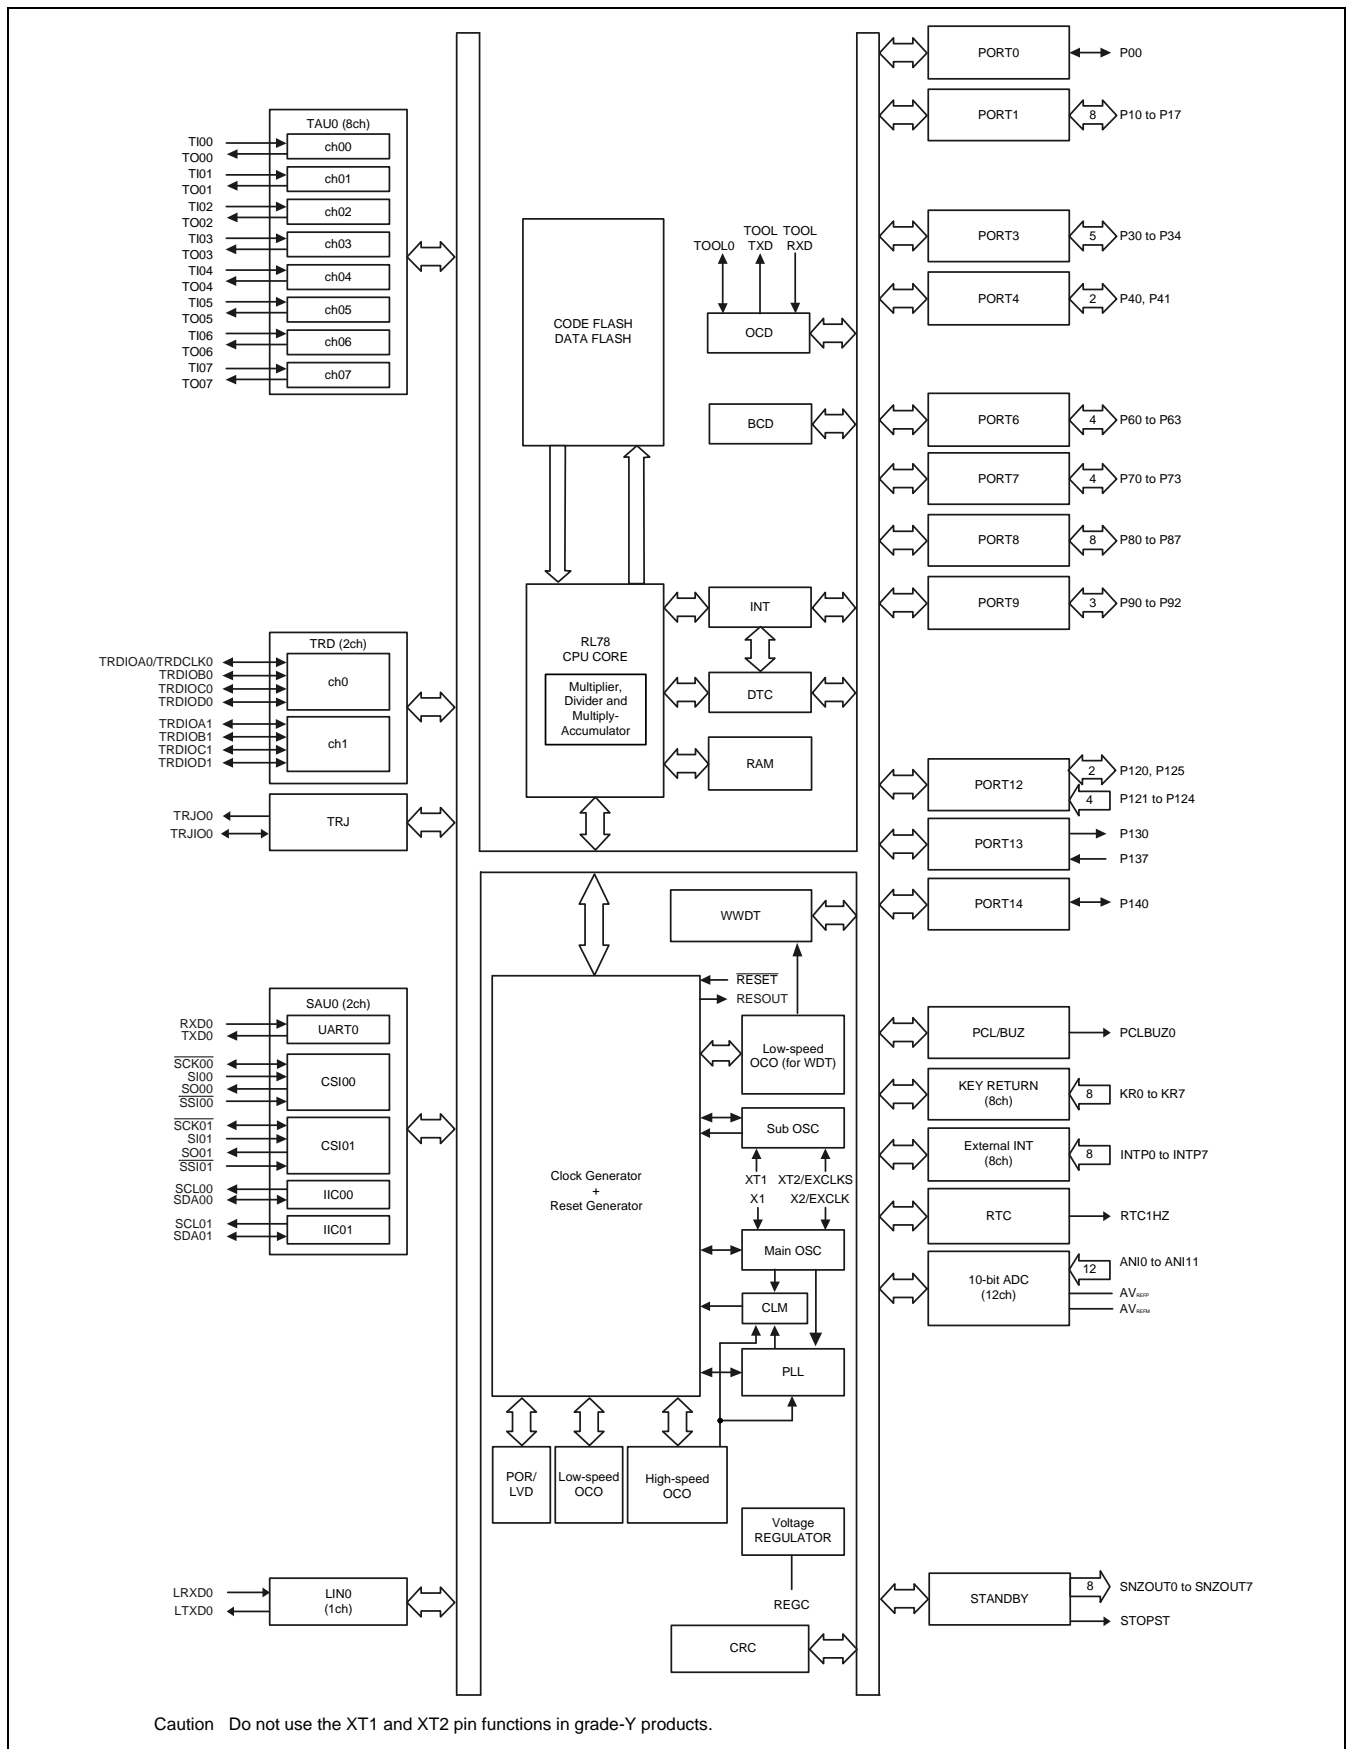 TAU0 (8ch)
TI00
TO00
ch00
TI01
TO01
ch01
TI02
TO02
ch02
TI03
TO03
ch03
TI04
TO04
ch04
TI05
TO05
ch05
TI06
TO06
ch06
TI07
TO07
ch07
TRD (2ch)
TRDIOA0/TRDCLK0
TRDIOB0
TRDIOC0
TRDIOD0
ch0
TRDIOA1
TRDIOB1
TRDIOC1
TRDIOD1
ch1
TRJO0
TRJIO0
TRJ
SAU0 (2ch)
RXD0
TXD0
UART0
SCK00
SI00
SO00
SSI00
CSI00
SCK01
SI01
SO01
SSI01
CSI01
SCL00
SDA00
IIC00
SCL01
SDA01
IIC01
LRXD0
LTXD0
LIN0
(1ch)
CODE FLASH
DATA FLASH
TOOL0
TOOL
TXD
TOOL
RXD
OCD
BCD
RL78
CPU CORE
Multiplier,
Divider and
Multiply-
Accumulator
INT
DTC
RAM
WWDT
RESET
RESOUT
Low-speed
OCO (for WDT)
Sub OSC
XT1
XT2/EXCLKS
X1
X2/EXCLK
Main OSC
CLM
PLL
Clock Generator
+
Reset Generator
POR/
LVD
Low-speed
OCO
High-speed
OCO
Voltage
REGULATOR
REGC
CRC
PORT0
P00
PORT1
8
P10 to P17
PORT3
5
P30 to P34
PORT4
2
P40, P41
PORT6
4
P60 to P63
PORT7
4
P70 to P73
PORT8
8
P80 to P87
PORT9
3
P90 to P92
PORT12
2
P120, P125
4
P121 to P124
PORT13
P130
P137
PORT14
P140
PCL/BUZ
PCLBUZ0
KEY RETURN
(8ch)
8
KR0 to KR7
External INT
(8ch)
8
INTP0 to INTP7
RTC
RTC1HZ
10-bit ADC
(12ch)
12
ANI0 to ANI11
AVREFP
AVREFM
STANDBY
8
SNZOUT0 to SNZOUT7
STOPST
Caution Do not use the XT1 and XT2 pin functions in grade-Y products.